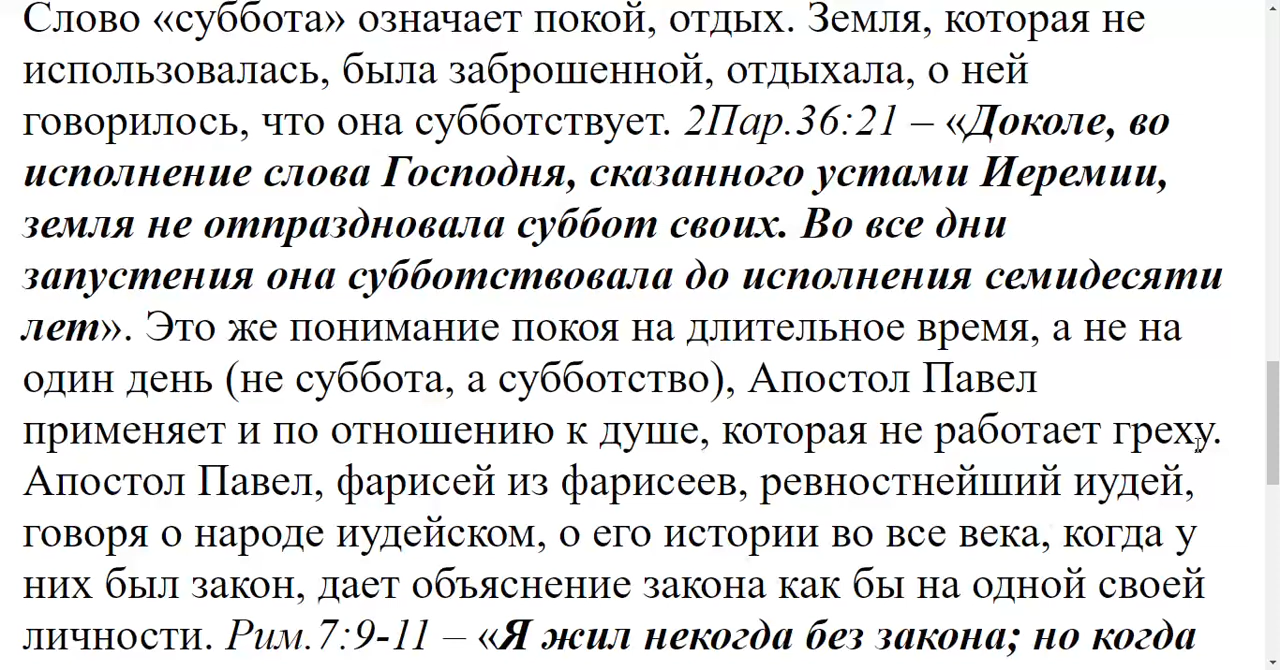 Слово «суббота» означает покой, отдых. Земля, которая не
использовалась, была заброшенной, отдыхала, о ней
говорилось, что она субботствует. 2Пар.36:21 – «Доколе, во
исполнение слова Господня, сказанного устами Иеремии,
земля не отпраздновала суббот своих. Во все дни
запустения она субботствовала до исполнения семидесяти
лет». Это же понимание покоя на длительное время, а не на
один день (не суббота, а субботство), Апостол Павел
применяет и по отношению к душе, которая не работает греху.
Апостол Павел, фарисей из фарисеев, ревностнейший иудей,
говоря о народе иудейском, о его истории во все века, когда у
них был закон, дает объяснение закона как бы на одной своей
личности. Рим.7:9-11 – «Я жил некогда без закона; но когда